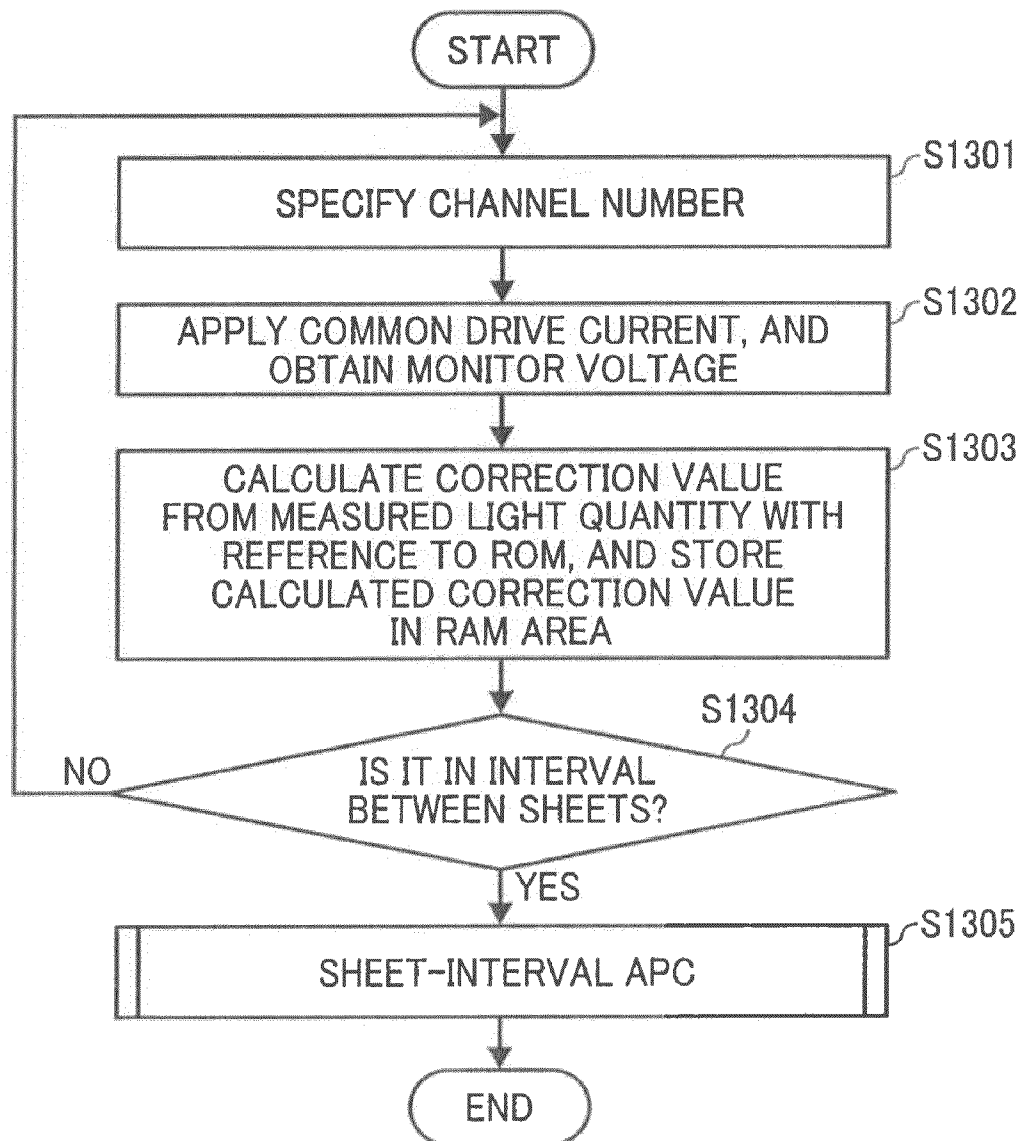 START
S1301
SPECIFY CHANNEL NUMBER
S1302
APPLY COMMON DRIVE CURRENT, AND
OBTAIN MONITOR VOLTAGE
S1303
CALCULATE CORRECTION VALUE
FROM MEASURED LIGHT QUANTITY WITH
REFERENCE TO ROM, AND STORE
CALCULATED CORRECTION VALUE
IN RAM AREA
S1304
NO
IS IT IN INTERVAL
BETWEEN SHEETS?
YES
S1305
SHEET-INTERVAL APC
END